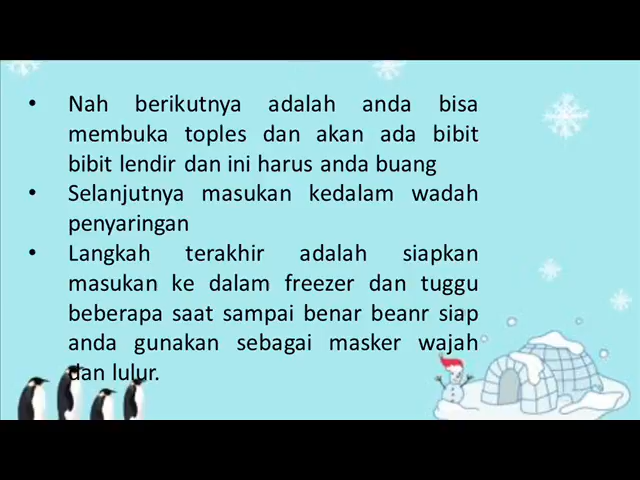 • Nah berikutnya adalah anda bisa
membuka toples dan akan ada bibit
bibit lendir dan ini harus anda buang
• Selanjutnya masukan kedalam wadah
penyaringan
• Langkah terakhir adalah siapkan
masukan ke dalam freezer dan tuggu
beberapa saat sampai benar beanr siap
anda gunakan sebagai masker wajah
dan lulur.